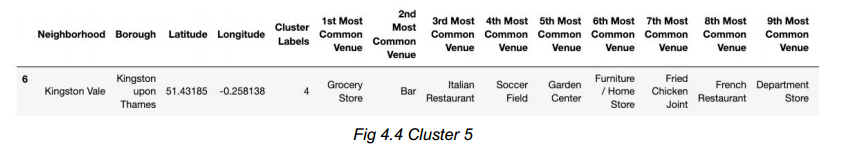 Neighborhood Borough Latitude Longitude Cluster Labels 1st Most Common Venue 2nd Most Common Venue 3rd Most Common Venue 4th Most Common Venue 5th Most Common Venue 6th Most Common Venue 7th Most Common Venue 8th Most Common Venue 9th Most Common Venue
6 Kingston Vale Kingston upon Thames 51.43185 -0.258138 4 Grocery Store Bar Italian Restaurant Soccer Field Garden Center Furniture / Home Store Fried Chicken Joint French Restaurant Department Store
Fig 4.4 Cluster 5